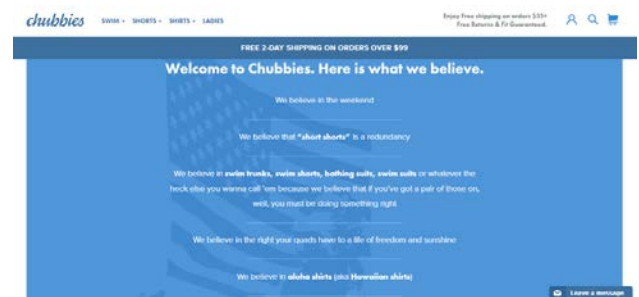 chubbies SWIM SHORTS SHIRTS LADIES
Enjoy free shipping on orders $35+
Free Returns & Fit Guaranteed.
FREE 2-DAY SHIPPING ON ORDERS OVER $99
Welcome to Chubbies. Here is what we believe.
We believe in the weekend
We believe that "short shorts" is a redundancy
We believe in swim trunks, swim shorts, bathing suits, swim suits or whatever the
heck else you wanna call 'em because we believe that if you've got a pair of those on,
well, you must be doing something right
We believe in the right your quads have to a life of freedom and sunshine
We believe in aloha shirts (aka Hawaiian shirts)
Leave a message